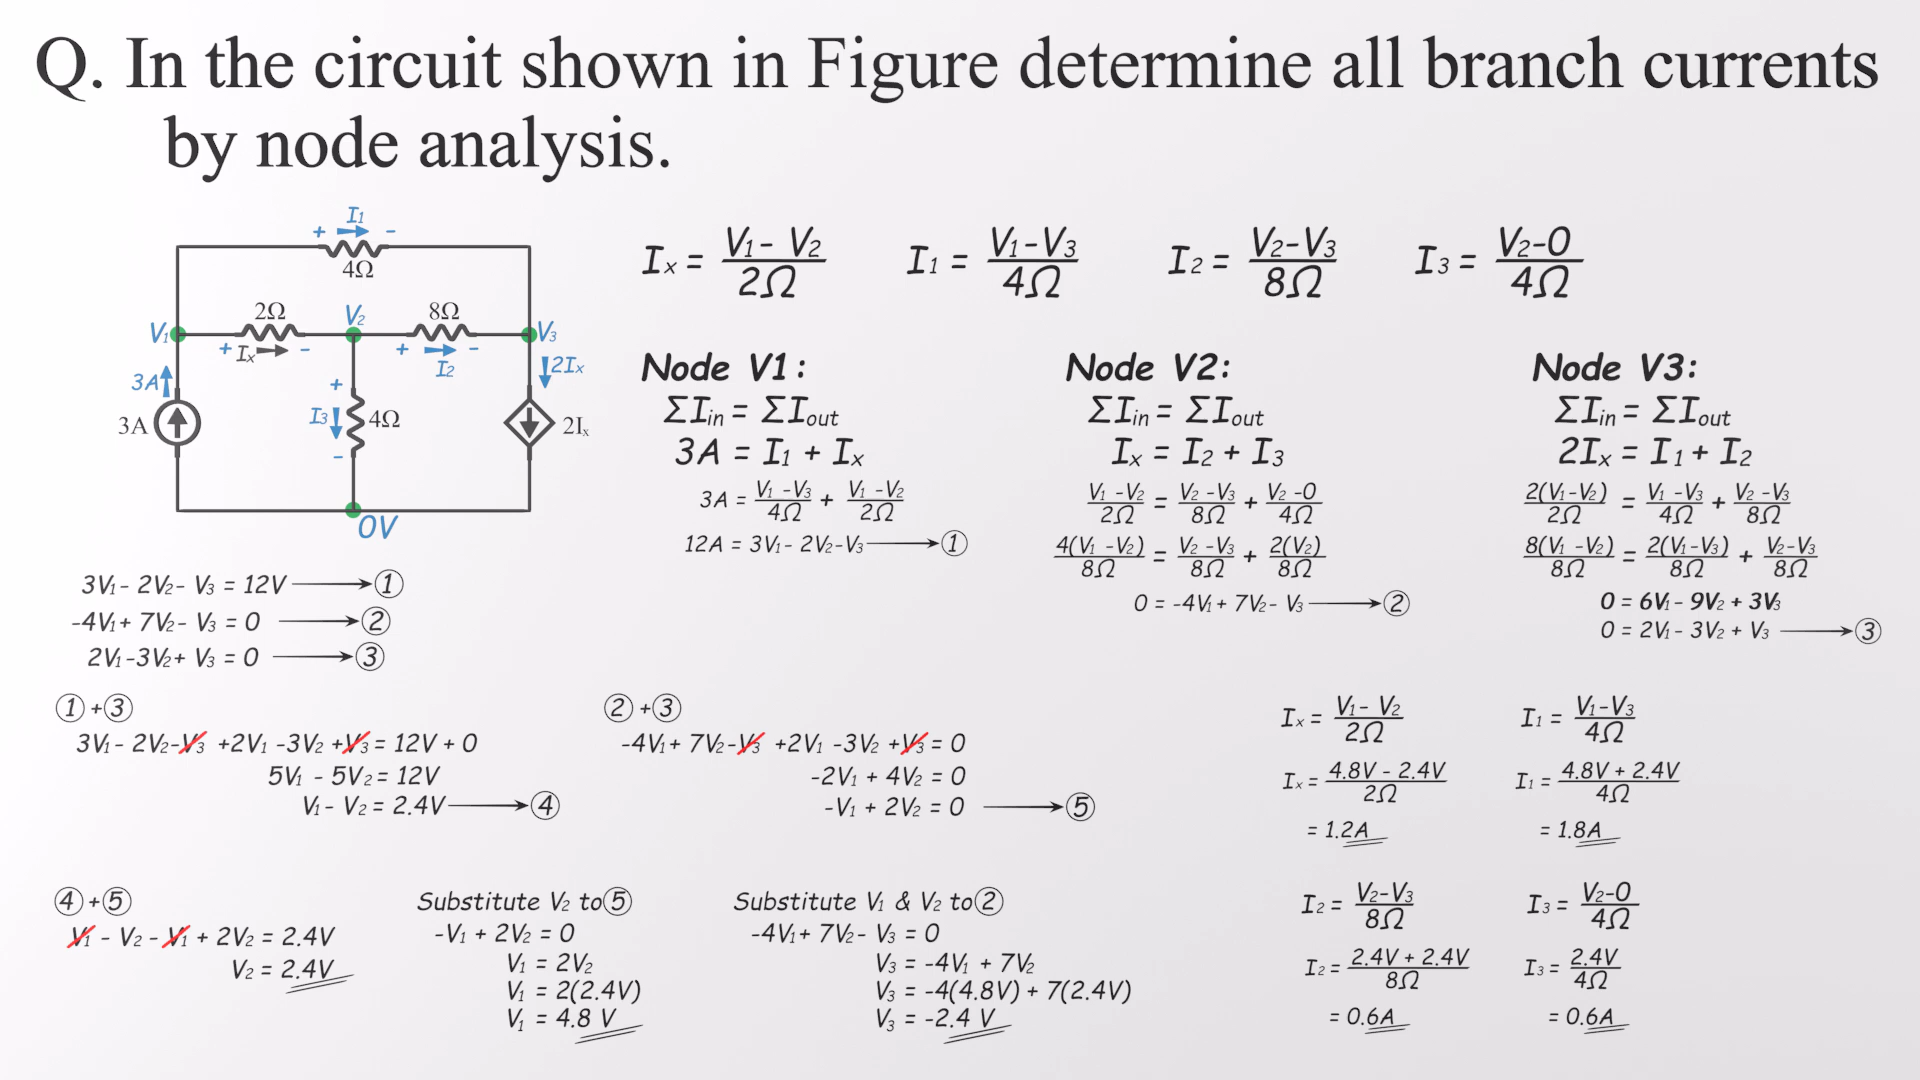 Q. In the circuit shown in Figure determine all branch currents
by node analysis.
I1
+ -
4Ω
2Ω
V2
8Ω
V1
V3
+ Ix -
+ -
I2
3A
2Ix
+
I3
4Ω
-
3A
2Ix
0V
Ix = (V1 - V2)/2Ω
I1 = (V1-V3)/4Ω
I2 = (V2-V3)/8Ω
I3 = (V2-0)/4Ω
Node V1:
ΣIin = ΣIout
3A = I1 + Ix
3A = (V1 -V3)/4Ω + (V1 -V2)/2Ω
12A = 3V1- 2V2-V3 → ①
Node V2:
ΣIin = ΣIout
Ix = I2 + I3
(V1 -V2)/2Ω = (V2 -V3)/8Ω + (V2 -0)/4Ω
4(V1 -V2)/8Ω = (V2 -V3)/8Ω + 2(V2)/8Ω
0 = -4V1+ 7V2- V3 → ②
Node V3:
ΣIin = ΣIout
2Ix = I1+ I2
2(V1-V2)/2Ω = (V1 -V3)/4Ω + (V2 -V3)/8Ω
8(V1 -V2)/8Ω = 2(V1-V3)/8Ω + (V2-V3)/8Ω
0 = 6V1- 9V2 + 3V3
0 = 2V1- 3V2 + V3 → ③
3V1- 2V2- V3 = 12V → ①
-4V1+ 7V2- V3 = 0 → ②
2V1-3V2+ V3 = 0 → ③
①+③
3V1- 2V2-V3 +2V1 -3V2 +V3 = 12V + 0
5V1 - 5V2 = 12V
V1- V2 = 2.4V → ④
②+③
-4V1+ 7V2-V3 +2V1 -3V2 +V3 = 0
-2V1 + 4V2 = 0
-V1 + 2V2 = 0 → ⑤
④+⑤
V1 - V2 - V1 + 2V2 = 2.4V
V2 = 2.4V
Substitute V2 to⑤
-V1 + 2V2 = 0
V1 = 2V2
V1 = 2(2.4V)
V1 = 4.8 V
Substitute V1 & V2 to②
-4V1+ 7V2- V3 = 0
V3 = -4V1 + 7V2
V3 = -4(4.8V) + 7(2.4V)
V3 = -2.4 V
Ix = (V1- V2)/2Ω
Ix = (4.8V - 2.4V)/2Ω
= 1.2A
I1 = (V1-V3)/4Ω
I1 = (4.8V + 2.4V)/4Ω
= 1.8A
I2 = (V2-V3)/8Ω
I2 = (2.4V + 2.4V)/8Ω
= 0.6A
I3 = (V2-0)/4Ω
I3 = 2.4V/4Ω
= 0.6A